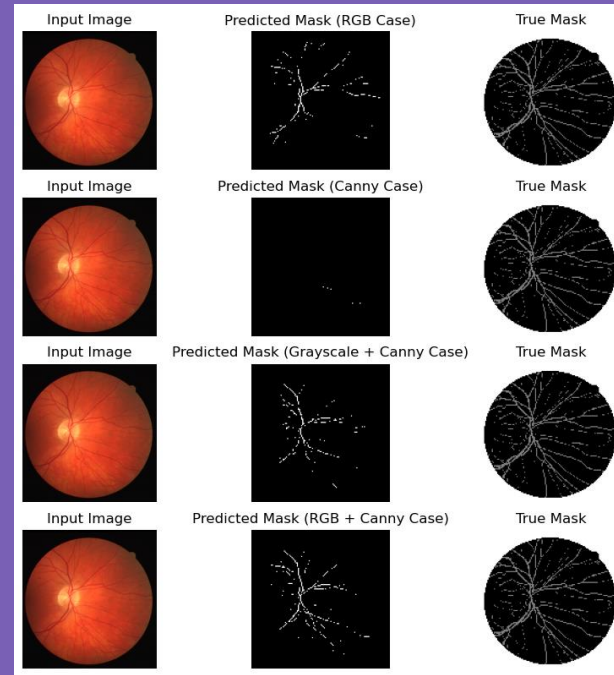 Input Image Predicted Mask (RGB Case) True Mask
Input Image Predicted Mask (Canny Case) True Mask
Input Image Predicted Mask (Grayscale + Canny Case) True Mask
Input Image Predicted Mask (RGB + Canny Case) True Mask